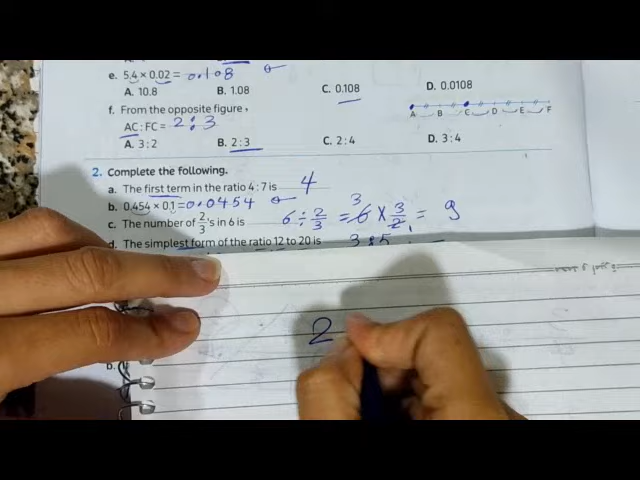 e. 5.4 × 0.02 = 0.108
A. 10.8 B. 1.08 C. 0.108 D. 0.0108
f. From the opposite figure,
AC : FC = 2:3
A B C D E F
A. 3 : 2 B. 2 : 3 C. 2 : 4 D. 3 : 4
2. Complete the following.
a. The first term in the ratio 4 : 7 is 4
b. 0.454 × 0.1 = 0.0454
c. The number of 2/3's in 6 is 6 ÷ 2/3 = 6 × 3/2 = 9
3
1
d. The simplest form of the ratio 12 to 20 is 3:5
b.
2